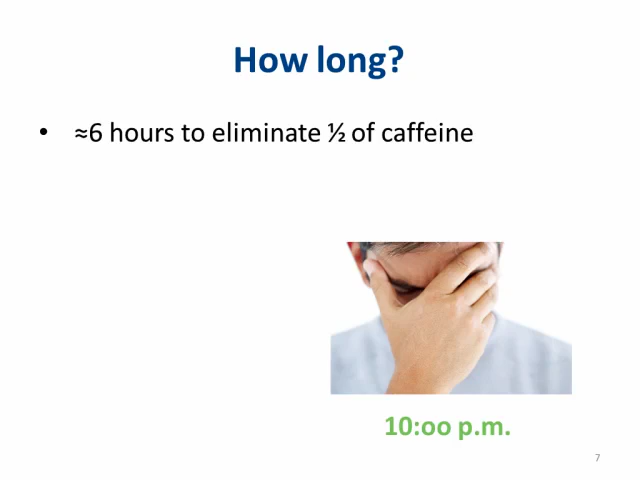 How long?
• ≈6 hours to eliminate ½ of caffeine
10:oo p.m.
7